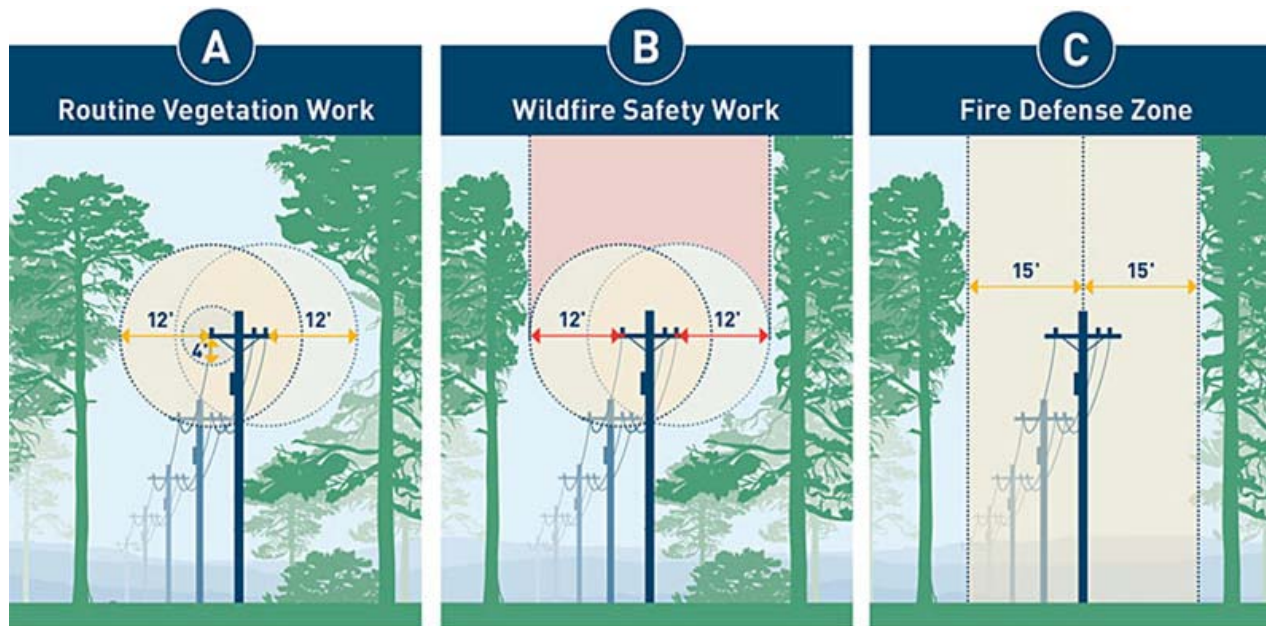 A
Routine Vegetation Work
12'
12'
4'
B
Wildfire Safety Work
12'
12'
C
Fire Defense Zone
15'
15'